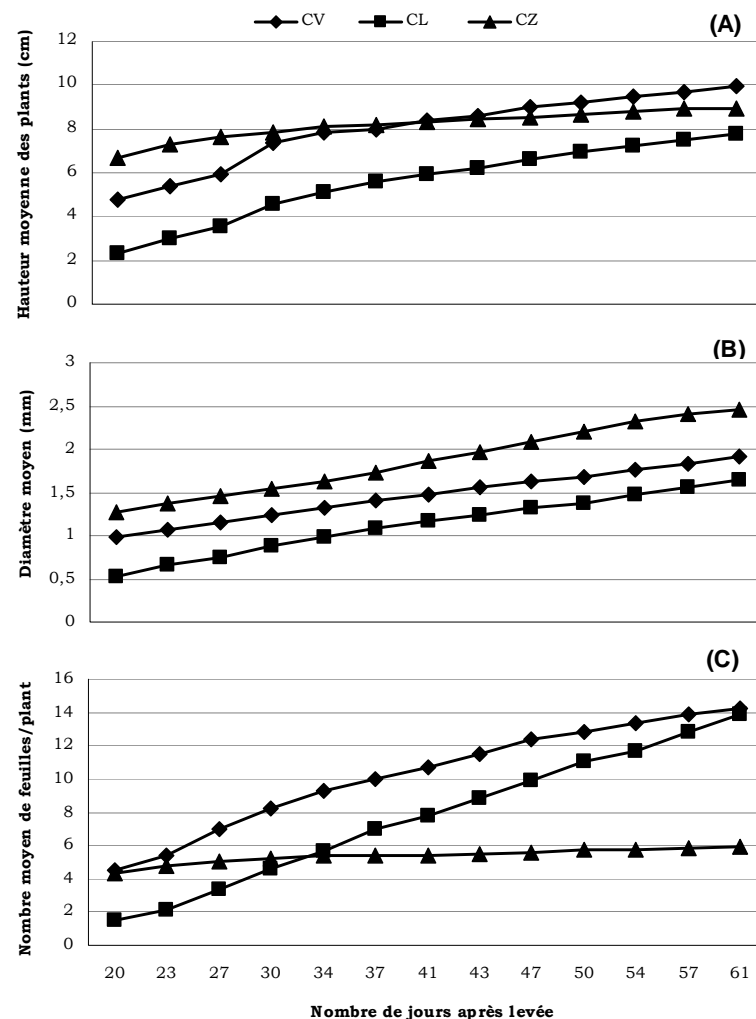 CV CL CZ
(A)
Hauteur moyenne des plants (cm)
12
10
8
6
4
2
0
(B)
Diamètre moyen (mm)
3
2,5
2
1,5
1
0,5
0
(C)
Nombre moyen de feuilles/plant
16
14
12
10
8
6
4
2
0
20 23 27 30 34 37 41 43 47 50 54 57 61
Nombre de jours après levée